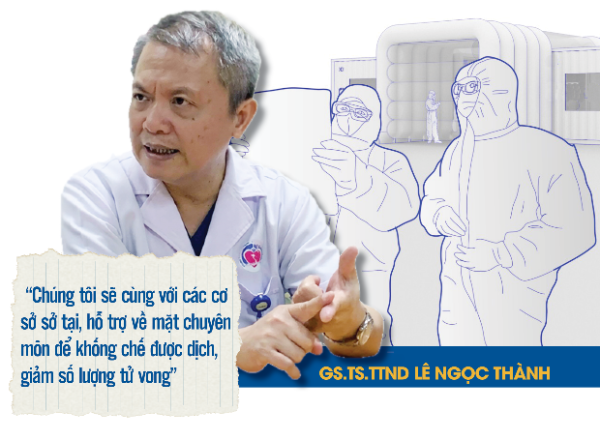 “Chúng tôi sẽ cùng với các cơ
sở sở tại, hỗ trợ về mặt chuyên
môn để khống chế được dịch,
giảm số lượng tử vong”
GS.TS.TTND LÊ NGỌC THÀNH